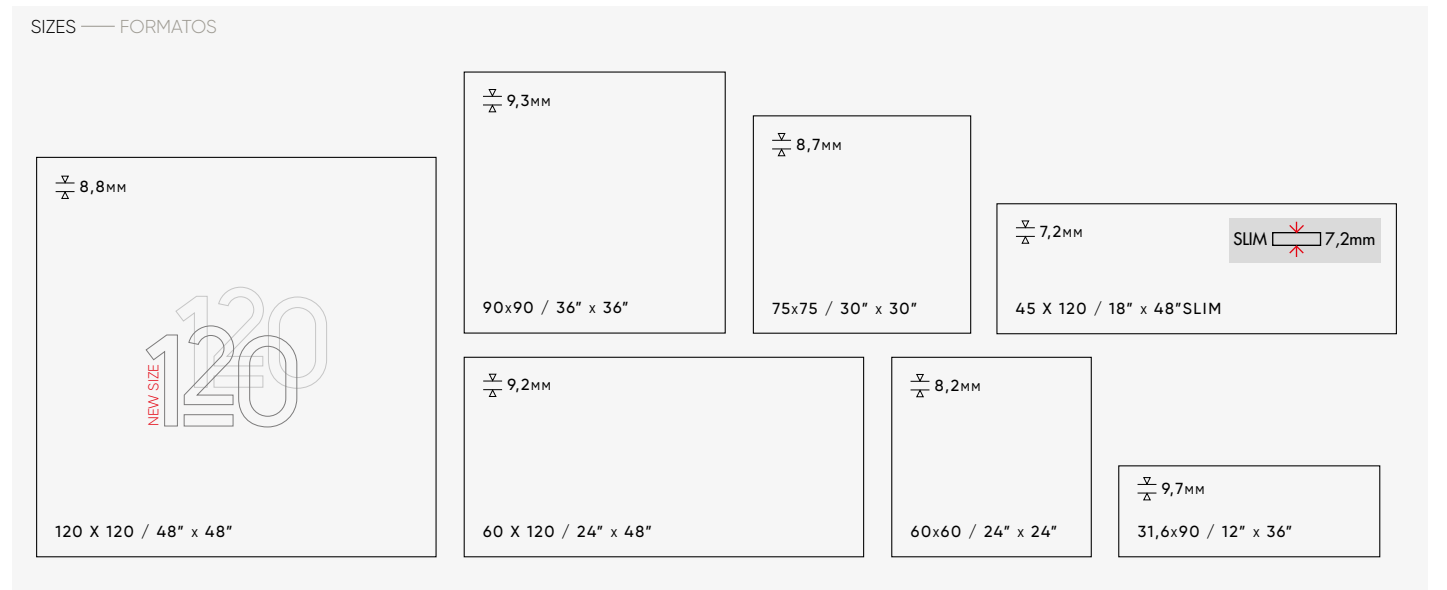 SIZES — FORMATOS
8,8MM
120
120
NEW SIZE
120 X 120 / 48” x 48”
9,3MM
90x90 / 36” x 36”
8,7MM
75x75 / 30” x 30”
7,2MM
SLIM 7,2mm
45 X 120 / 18” x 48”SLIM
9,2MM
60 X 120 / 24” x 48”
8,2MM
60x60 / 24” x 24”
9,7MM
31,6x90 / 12” x 36”